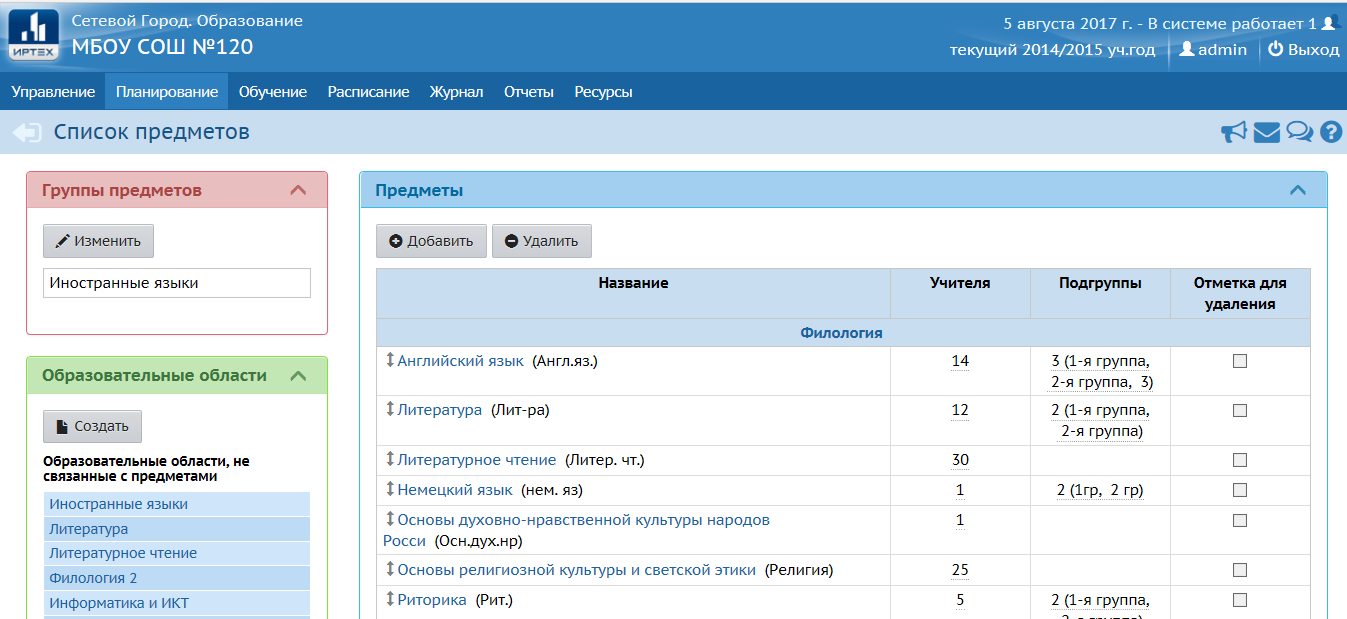 Сетевой Город. Образование
МБОУ СОШ №120
ИРТЕХ
5 августа 2017 г. - В системе работает 1
текущий 2014/2015 уч.год admin Выход
Управление Планирование Обучение Расписание Журнал Отчеты Ресурсы
Список предметов
Группы предметов
Изменить
Иностранные языки
Образовательные области
Создать
Образовательные области, не
связанные с предметами
Иностранные языки
Литература
Литературное чтение
Филология 2
Информатика и ИКТ
Предметы
Добавить Удалить
Название Учителя Подгруппы Отметка для
удаления
Филология
Английский язык (Англ.яз.) 14 3 (1-я группа,
2-я группа, 3)
Литература (Лит-ра) 12 2 (1-я группа,
2-я группа)
Литературное чтение (Литер. чт.) 30
Немецкий язык (нем. яз) 1 2 (1гр, 2 гр)
Основы духовно-нравственной культуры народов 1
Росси (Осн.дух.нр)
Основы религиозной культуры и светской этики (Религия) 25
Риторика (Рит.) 5 2 (1-я группа,